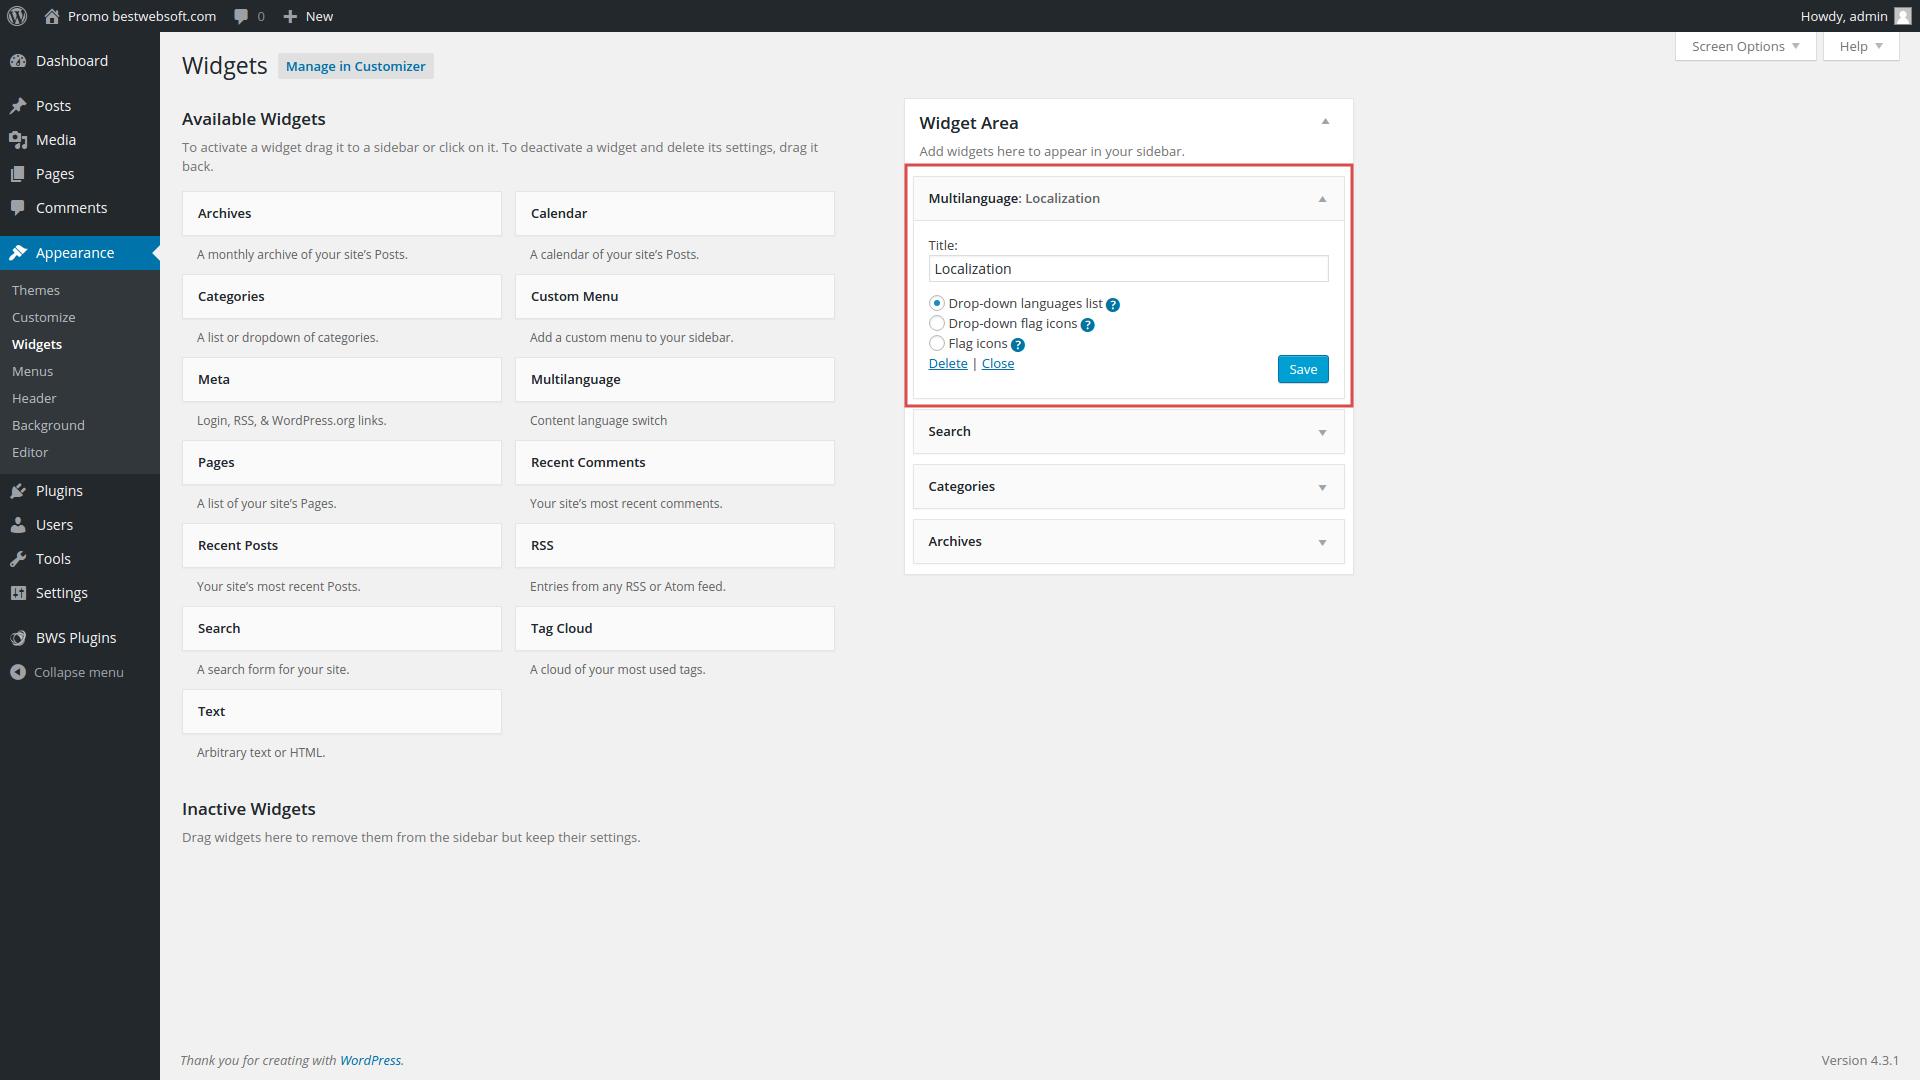 Promo bestwebsoft.com
0
New
Howdy, admin
Dashboard
Posts
Media
Pages
Comments
Appearance
Themes
Customize
Widgets
Menus
Header
Background
Editor
Plugins
Users
Tools
Settings
BWS Plugins
Collapse menu
Screen Options
Help
Widgets
Manage in Customizer
Available Widgets
To activate a widget drag it to a sidebar or click on it. To deactivate a widget and delete its settings, drag it
back.
Archives
A monthly archive of your site’s Posts.
Calendar
A calendar of your site’s Posts.
Categories
A list or dropdown of categories.
Custom Menu
Add a custom menu to your sidebar.
Meta
Login, RSS, & WordPress.org links.
Multilanguage
Content language switch
Pages
A list of your site’s Pages.
Recent Comments
Your site’s most recent comments.
Recent Posts
Your site’s most recent Posts.
RSS
Entries from any RSS or Atom feed.
Search
A search form for your site.
Tag Cloud
A cloud of your most used tags.
Text
Arbitrary text or HTML.
Inactive Widgets
Drag widgets here to remove them from the sidebar but keep their settings.
Widget Area
Add widgets here to appear in your sidebar.
Multilanguage: Localization
Title:
Localization
Drop-down languages list ?
Drop-down flag icons ?
Flag icons ?
Delete | Close
Save
Search
Categories
Archives
Thank you for creating with WordPress.
Version 4.3.1